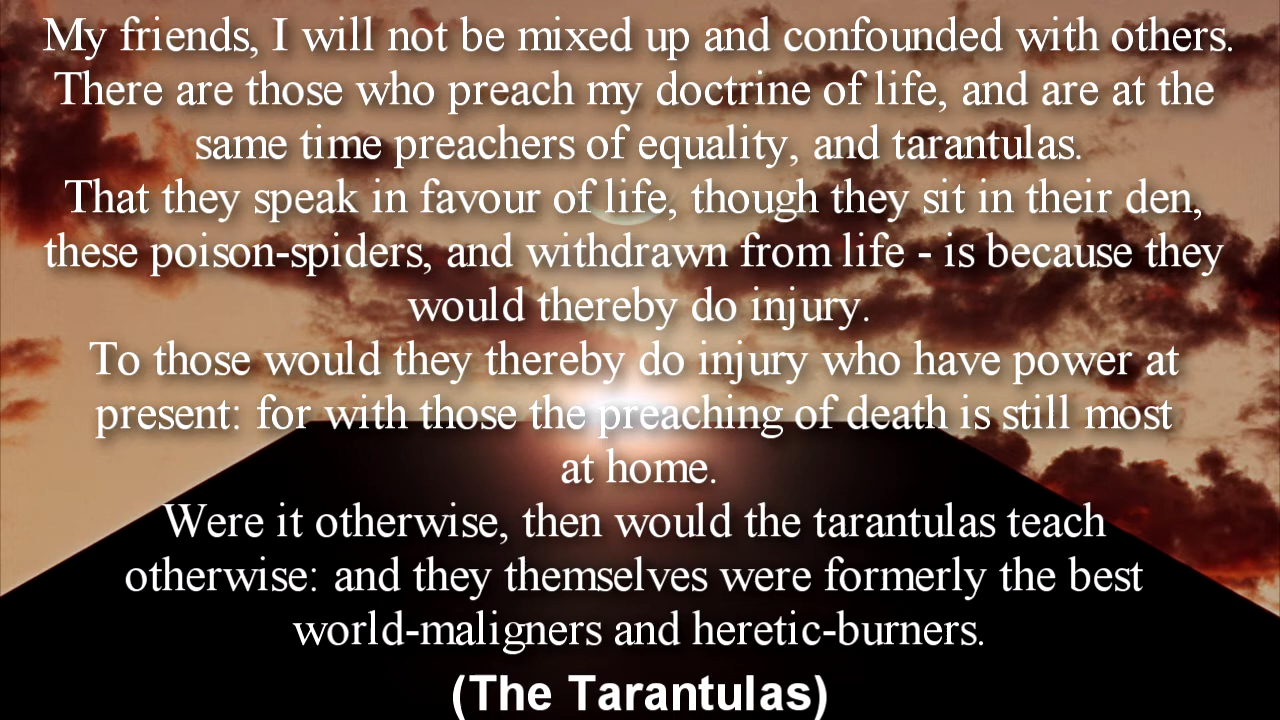 My friends, I will not be mixed up and confounded with others.
There are those who preach my doctrine of life, and are at the
same time preachers of equality, and tarantulas.
That they speak in favour of life, though they sit in their den,
these poison-spiders, and withdrawn from life - is because they
would thereby do injury.
To those would they thereby do injury who have power at
present: for with those the preaching of death is still most
at home.
Were it otherwise, then would the tarantulas teach
otherwise: and they themselves were formerly the best
world-maligners and heretic-burners.
(The Tarantulas)